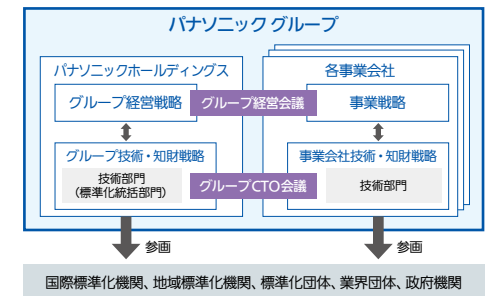 パナソニック グループ
パナソニックホールディングス
各事業会社
グループ経営戦略
グループ経営会議
事業戦略
グループ技術・知財戦略
事業会社技術・知財戦略
技術部門
(標準化統括部門)
グループCTO会議
技術部門
参画
参画
国際標準化機関、地域標準化機関、標準化団体、業界団体、政府機関